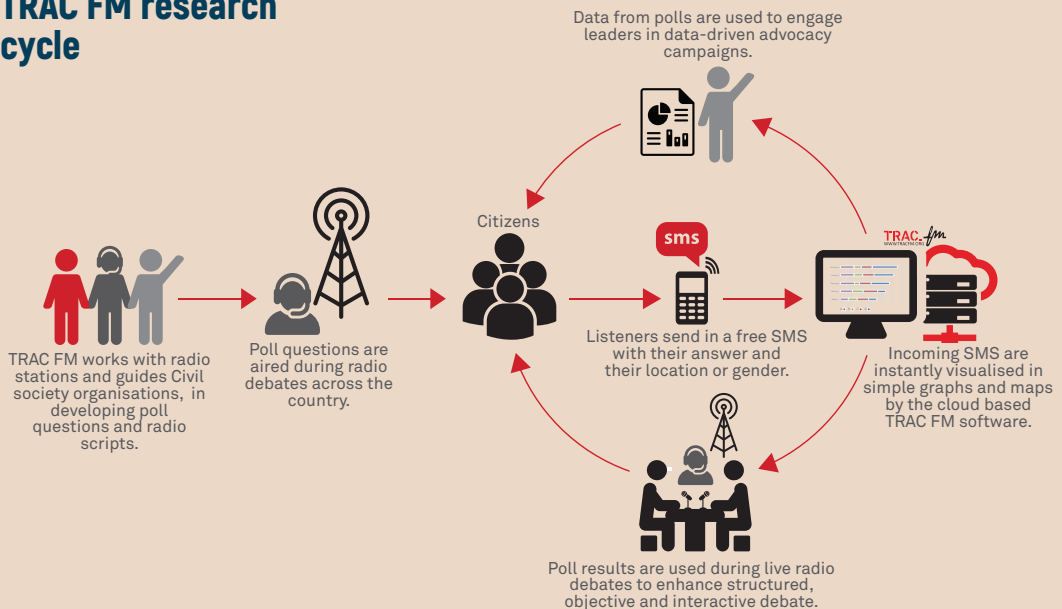 TRAC FM research
cycle
Data from polls are used to engage
leaders in data-driven advocacy
campaigns.
Citizens
sms
TRAC.fm
WWW.TRACFM.ORG
TRAC FM works with radio
stations and guides Civil
society organisations, in
developing poll
questions and radio
scripts.
Poll questions are
aired during radio
debates across the
country.
Listeners send in a free SMS
with their answer and
their location or gender.
Incoming SMS are
instantly visualised in
simple graphs and maps
by the cloud based
TRAC FM software.
Poll results are used during live radio
debates to enhance structured,
objective and interactive debate.